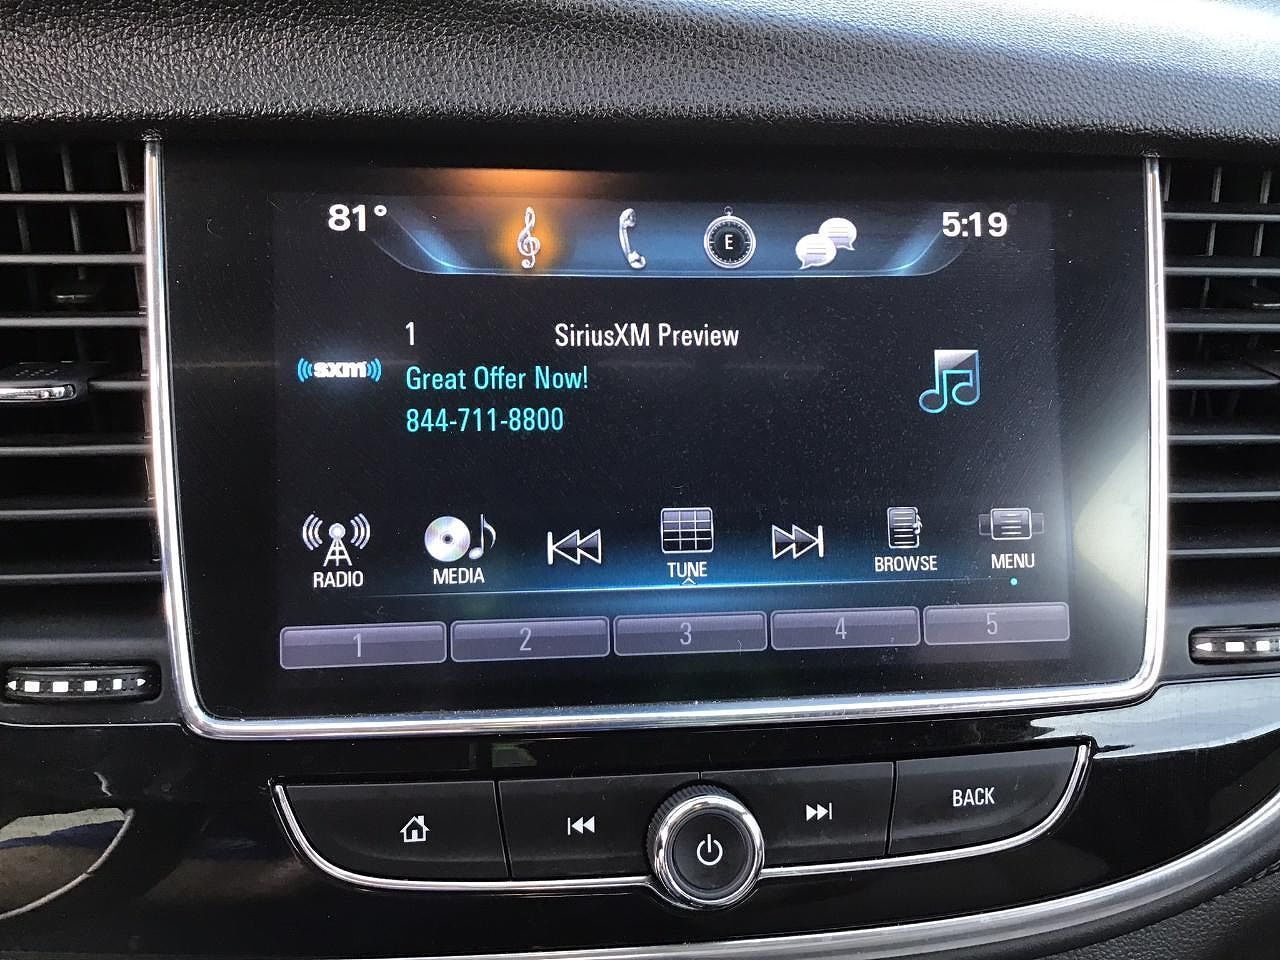 81° 5:19
E
1 SiriusXM Preview
((sxm))
Great Offer Now!
844-711-8800
RADIO MEDIA TUNE BROWSE MENU
1 2 3 4 5
BACK